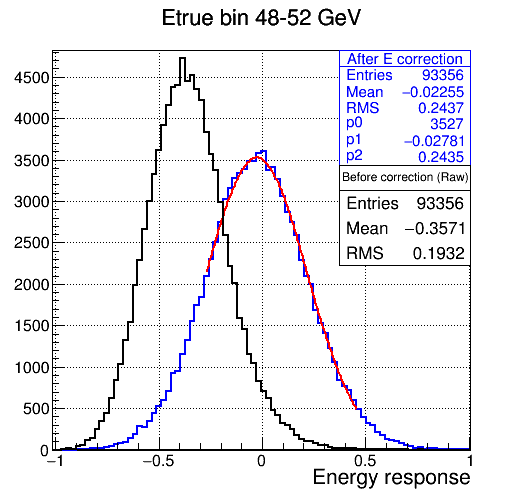 Etrue bin 48-52 GeV
After E correction
Entries 93356
Mean −0.02255
RMS 0.2437
p0 3527
p1 −0.02781
p2 0.2435
Before correction (Raw)
Entries 93356
Mean −0.3571
RMS 0.1932
4500
4000
3500
3000
2500
2000
1500
1000
500
0
−1 −0.5 0 0.5 1
Energy response